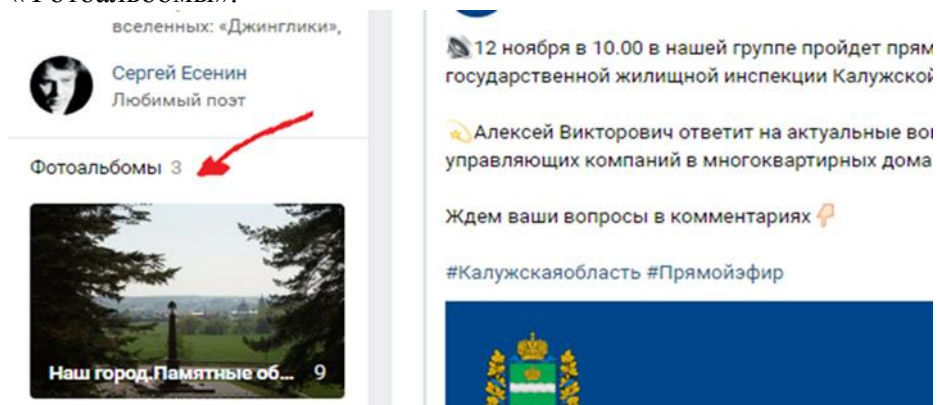 «Фотоальбомы».
вселенных: «Джинглики»,
Сергей Есенин
Любимый поэт
Фотоальбомы 3
Наш город.Памятные об... 9
12 ноября в 10.00 в нашей группе пройдет прям
государственной жилищной инспекции Калужской
Алексей Викторович ответит на актуальные во
управляющих компаний в многоквартирных дома
Ждем ваши вопросы в комментариях
#Калужскаяобласть #Прямойэфир